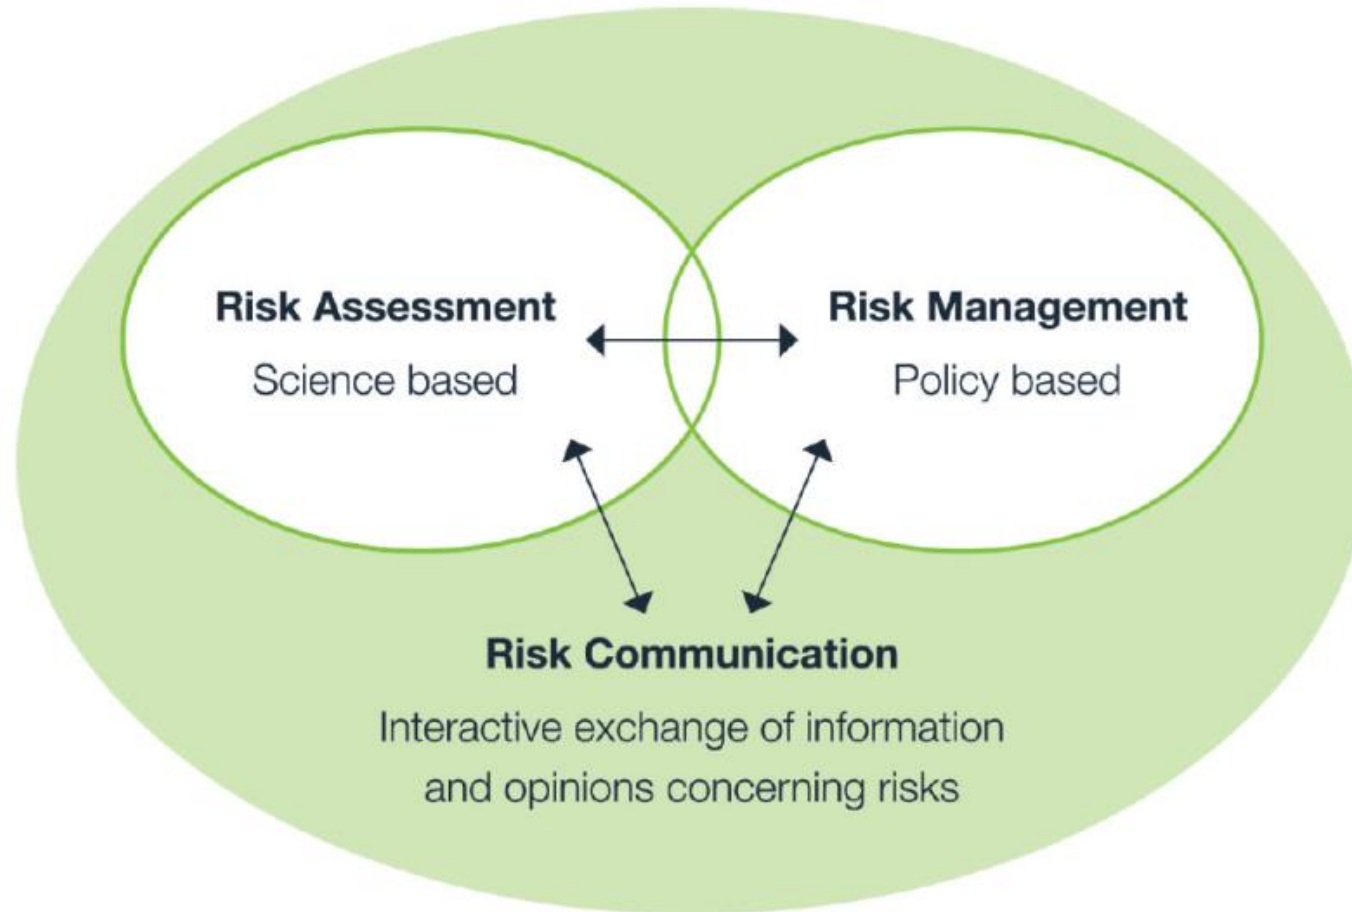 Risk Assessment
Science based
Risk Management
Policy based
Risk Communication
Interactive exchange of information
and opinions concerning risks